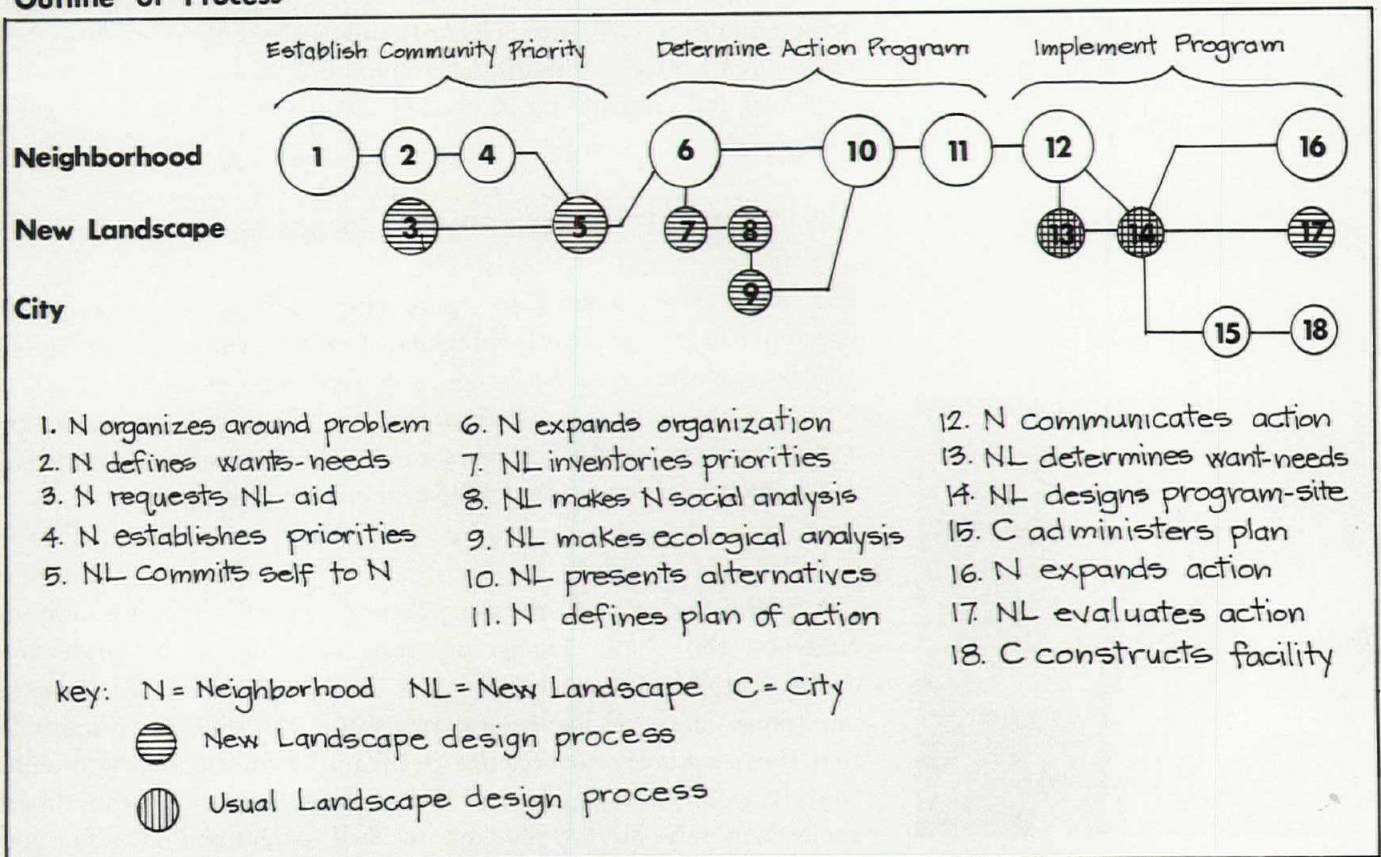 Outline of Process
Establish Community Priority Determine Action Program Implement Program
Neighborhood 1 2 4 6 10 11 12 16
New Landscape 3 5 7 8 13 14 17
9
City 15 18
1. N organizes around problem
2. N defines wants-needs
3. N requests NL aid
4. N establishes priorities
5. NL commits self to N
6. N expands organization
7. NL inventories priorities
8. NL makes N social analysis
9. NL makes ecological analysis
10. NL presents alternatives
11. N defines plan of action
12. N communicates action
13. NL determines want-needs
14. NL designs program-site
15. C administers plan
16. N expands action
17. NL evaluates action
18. C constructs facility
key: N = Neighborhood NL = New Landscape C = City
New Landscape design process
Usual Landscape design process